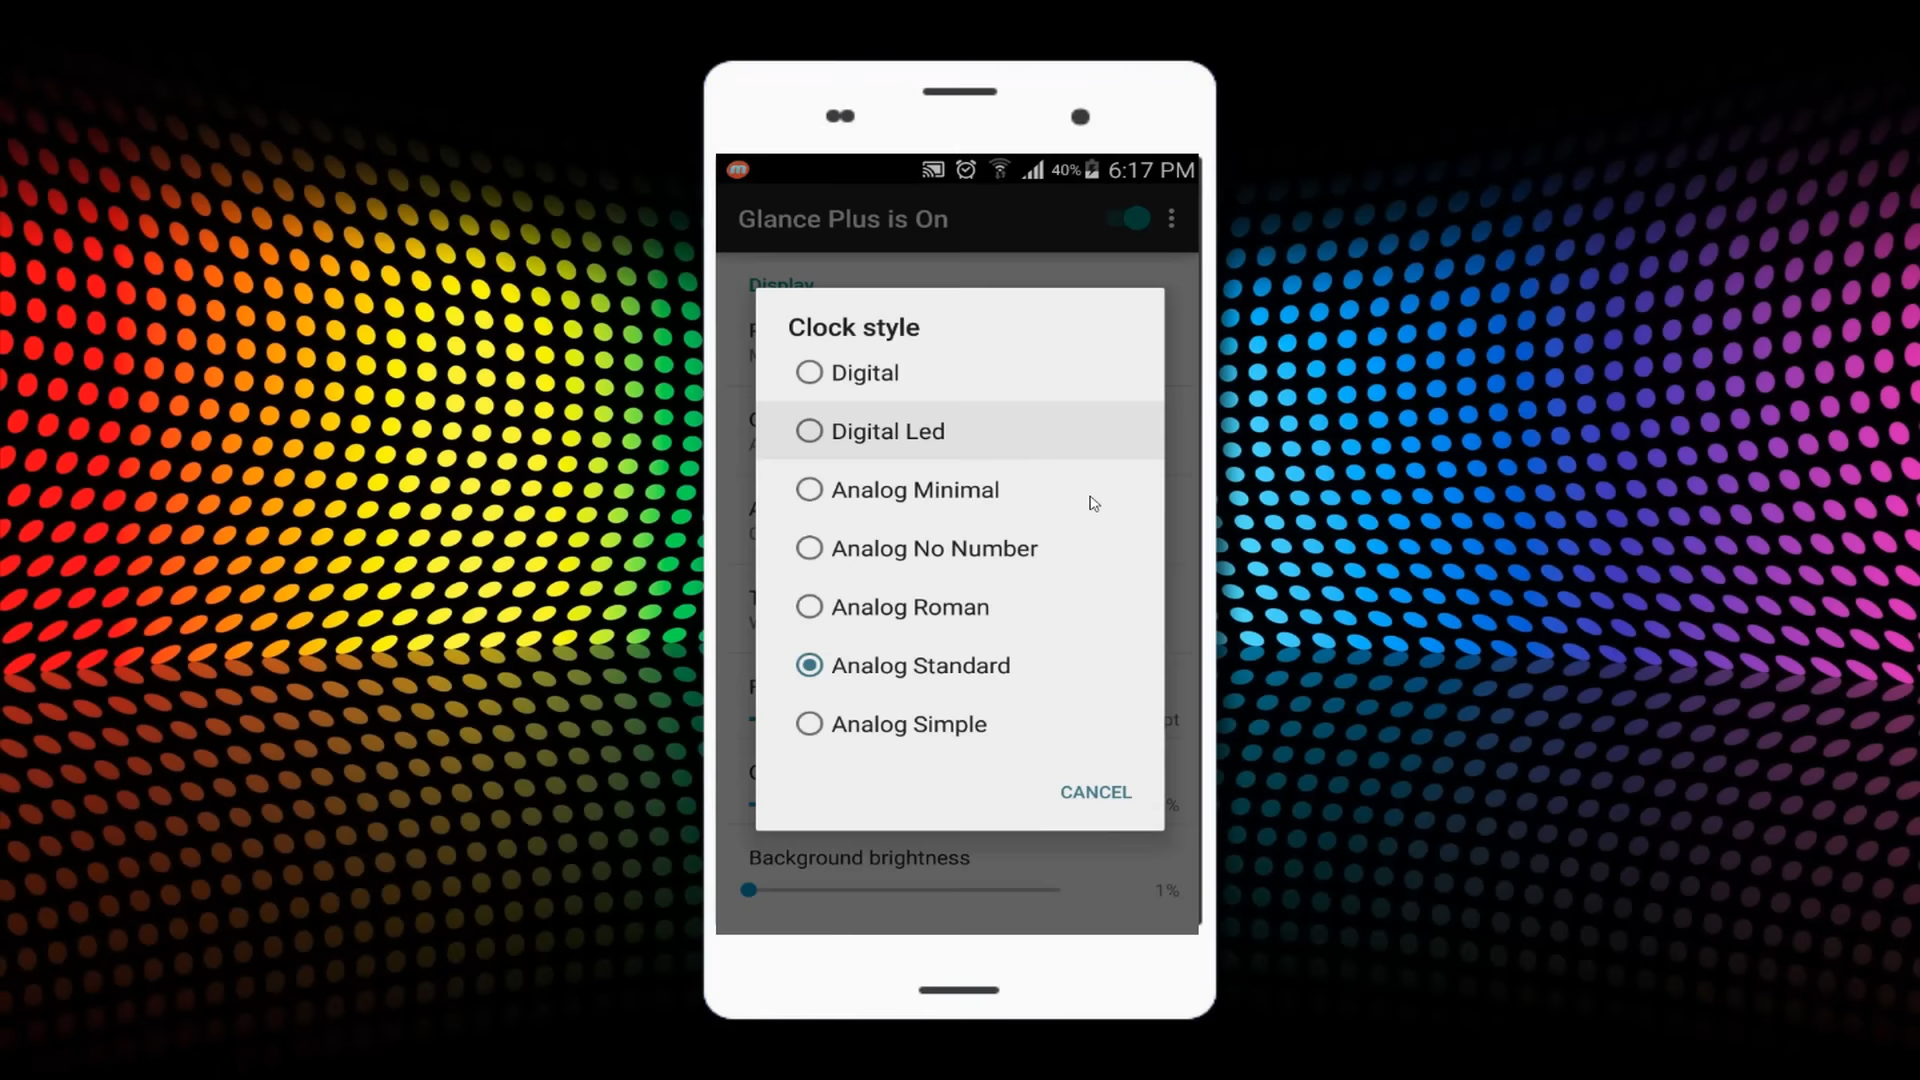 40% 6:17 PM
Glance Plus is On
Display
Clock style
Digital
Digital Led
Analog Minimal
Analog No Number
Analog Roman
Analog Standard
Analog Simple
pt
CANCEL
%
Background brightness
1%